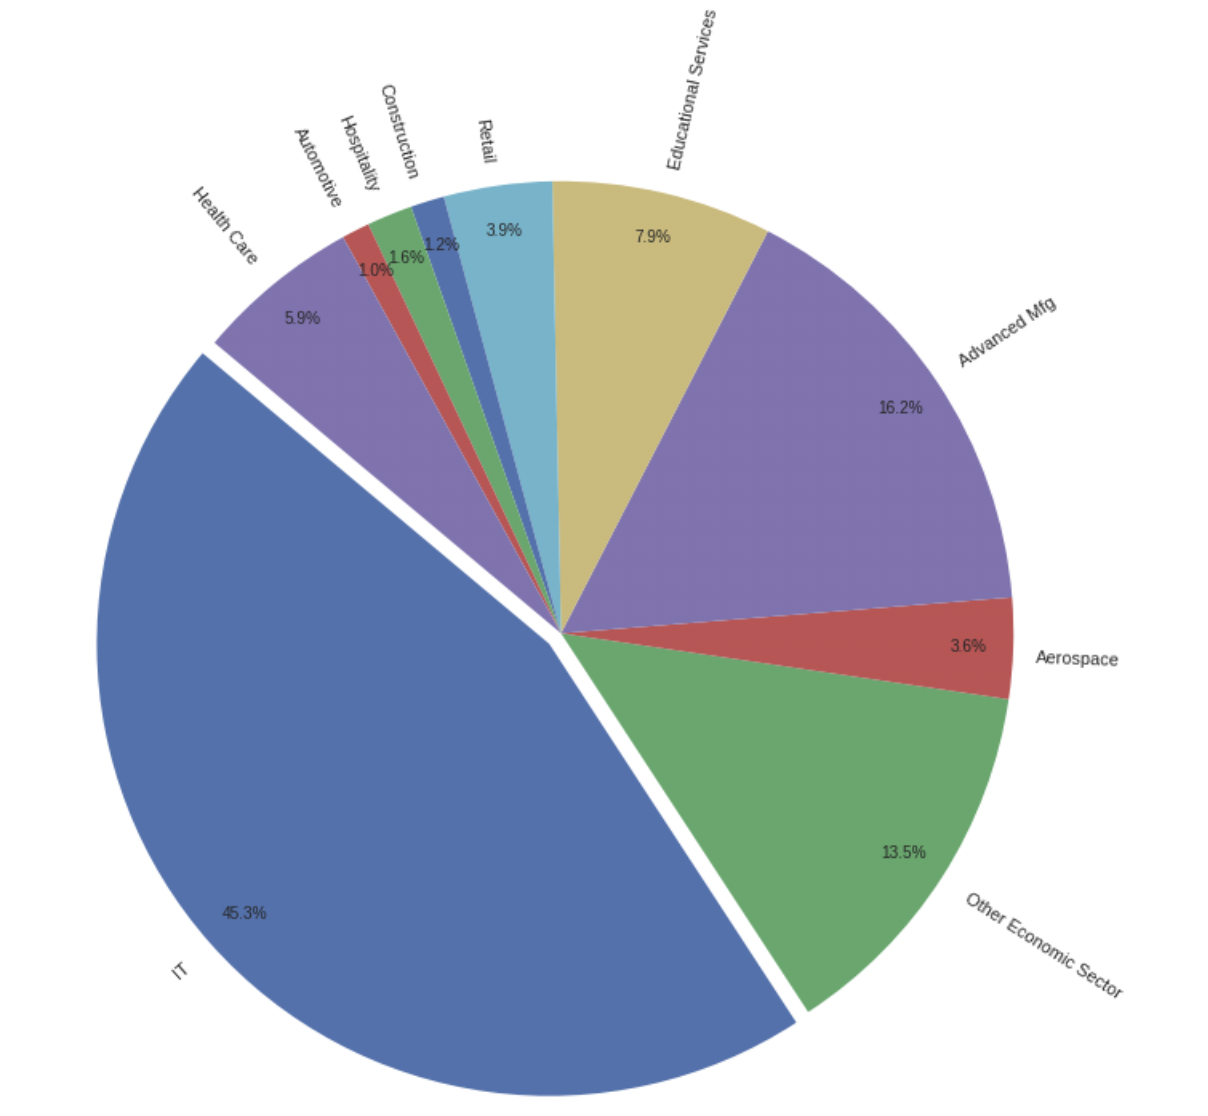 Educational Services
7.9%
Retail
3.9%
Construction
1.2%
Hospitality
1.6%
Automotive
1.0%
Health Care
5.9%
Advanced Mfg
16.2%
Aerospace
3.6%
Other Economic Sector
13.5%
IT
45.3%